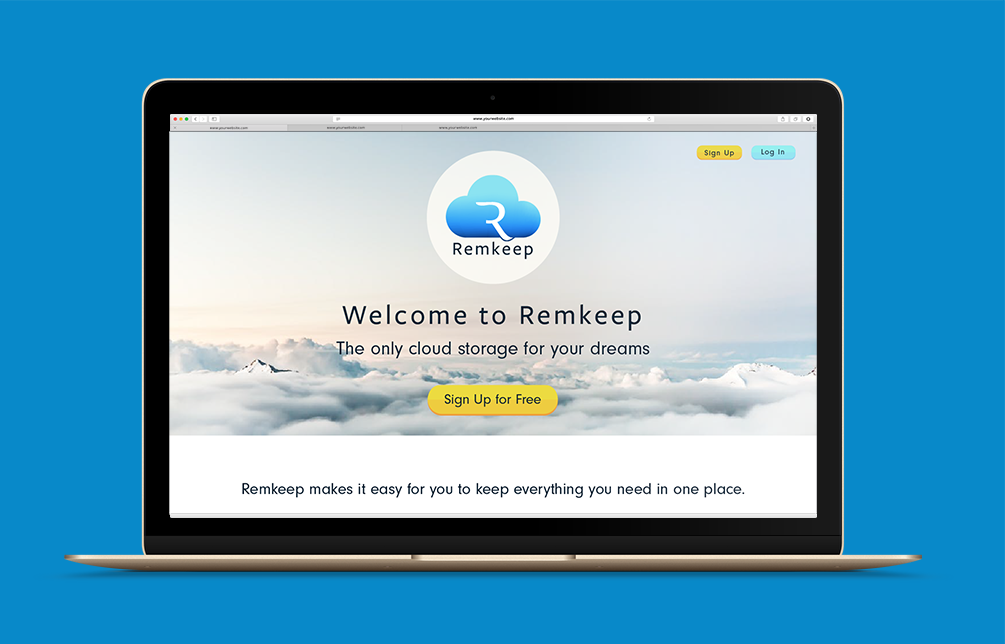 www.yourwebsite.com
www.yourwebsite.com
www.yourwebsite.com
www.yourwebsite.com
Sign Up
Log In
R
Remkeep
Welcome to Remkeep
The only cloud storage for your dreams
Sign Up for Free
Remkeep makes it easy for you to keep everything you need in one place.